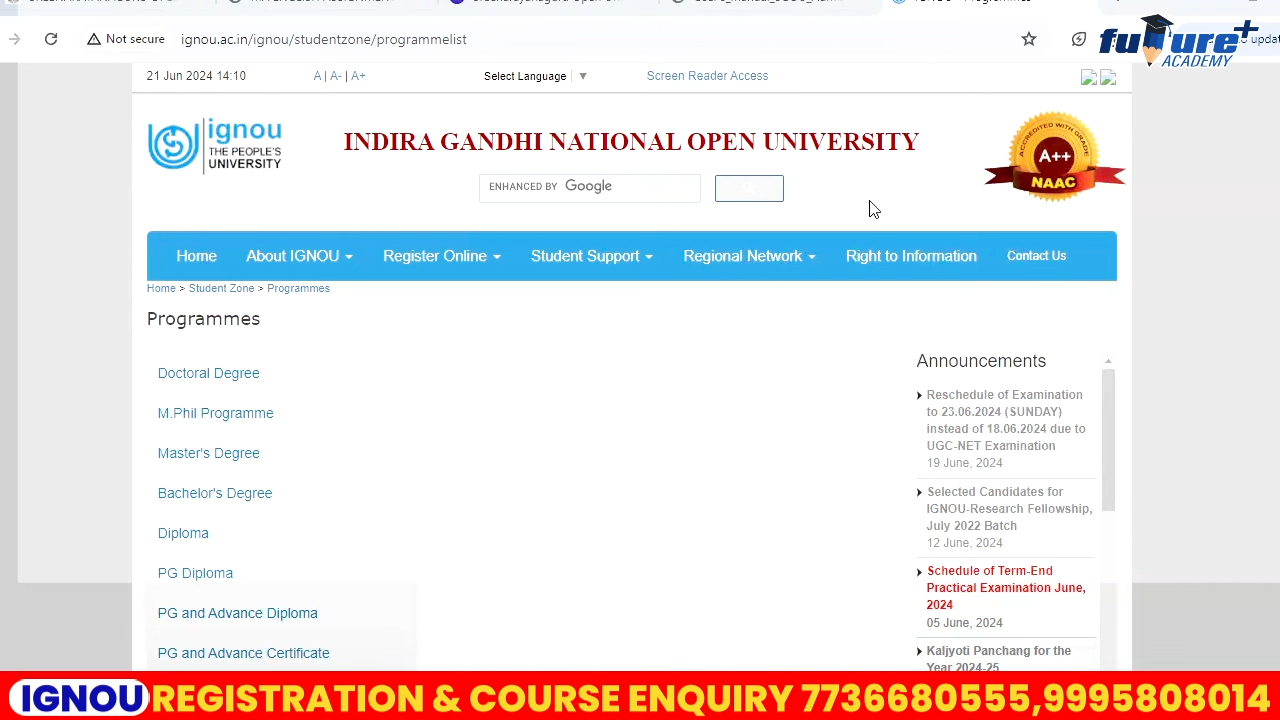 Not secure
ignou.ac.in/ignou/studentzone/programmelist
future+
ACADEMY
21 Jun 2024 14:10
A | A- | A+
Select Language ▼
Screen Reader Access
ignou
THE PEOPLE'S
UNIVERSITY
INDIRA GANDHI NATIONAL OPEN UNIVERSITY
ACCREDITED WITH GRADE
A++
NAAC
ENHANCED BY Google
Home
About IGNOU
Register Online
Student Support
Regional Network
Right to Information
Contact Us
Home > Student Zone > Programmes
Programmes
Doctoral Degree
M.Phil Programme
Master's Degree
Bachelor's Degree
Diploma
PG Diploma
PG and Advance Diploma
PG and Advance Certificate
Announcements
Reschedule of Examination
to 23.06.2024 (SUNDAY)
instead of 18.06.2024 due to
UGC-NET Examination
19 June, 2024
Selected Candidates for
IGNOU-Research Fellowship,
July 2022 Batch
12 June, 2024
Schedule of Term-End
Practical Examination June,
2024
05 June, 2024
Kaljyoti Panchang for the
Year 2024-25
IGNOU REGISTRATION & COURSE ENQUIRY 7736680555,9995808014